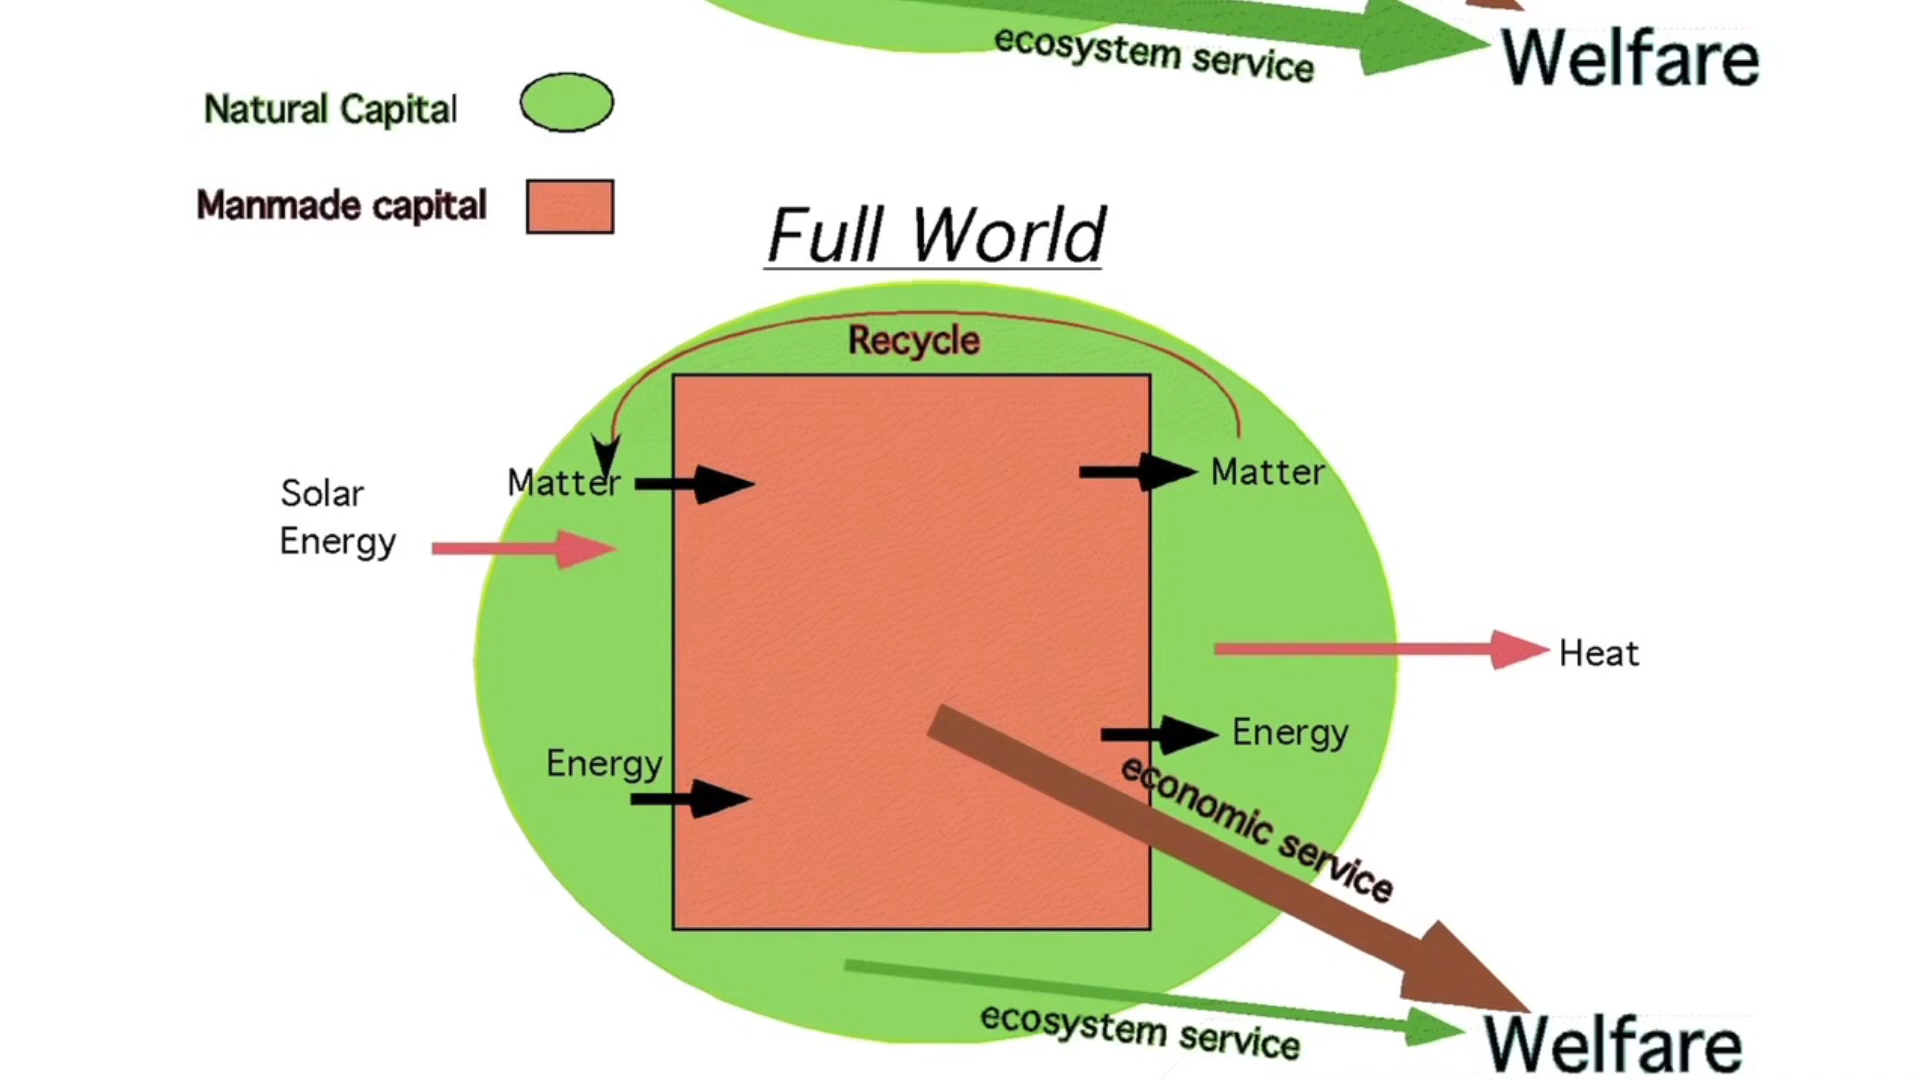 ecosystem service
Welfare
Natural Capital
Manmade capital
Full World
Recycle
Matter
Matter
Solar
Energy
Heat
Energy
Energy
economic service
ecosystem service
Welfare